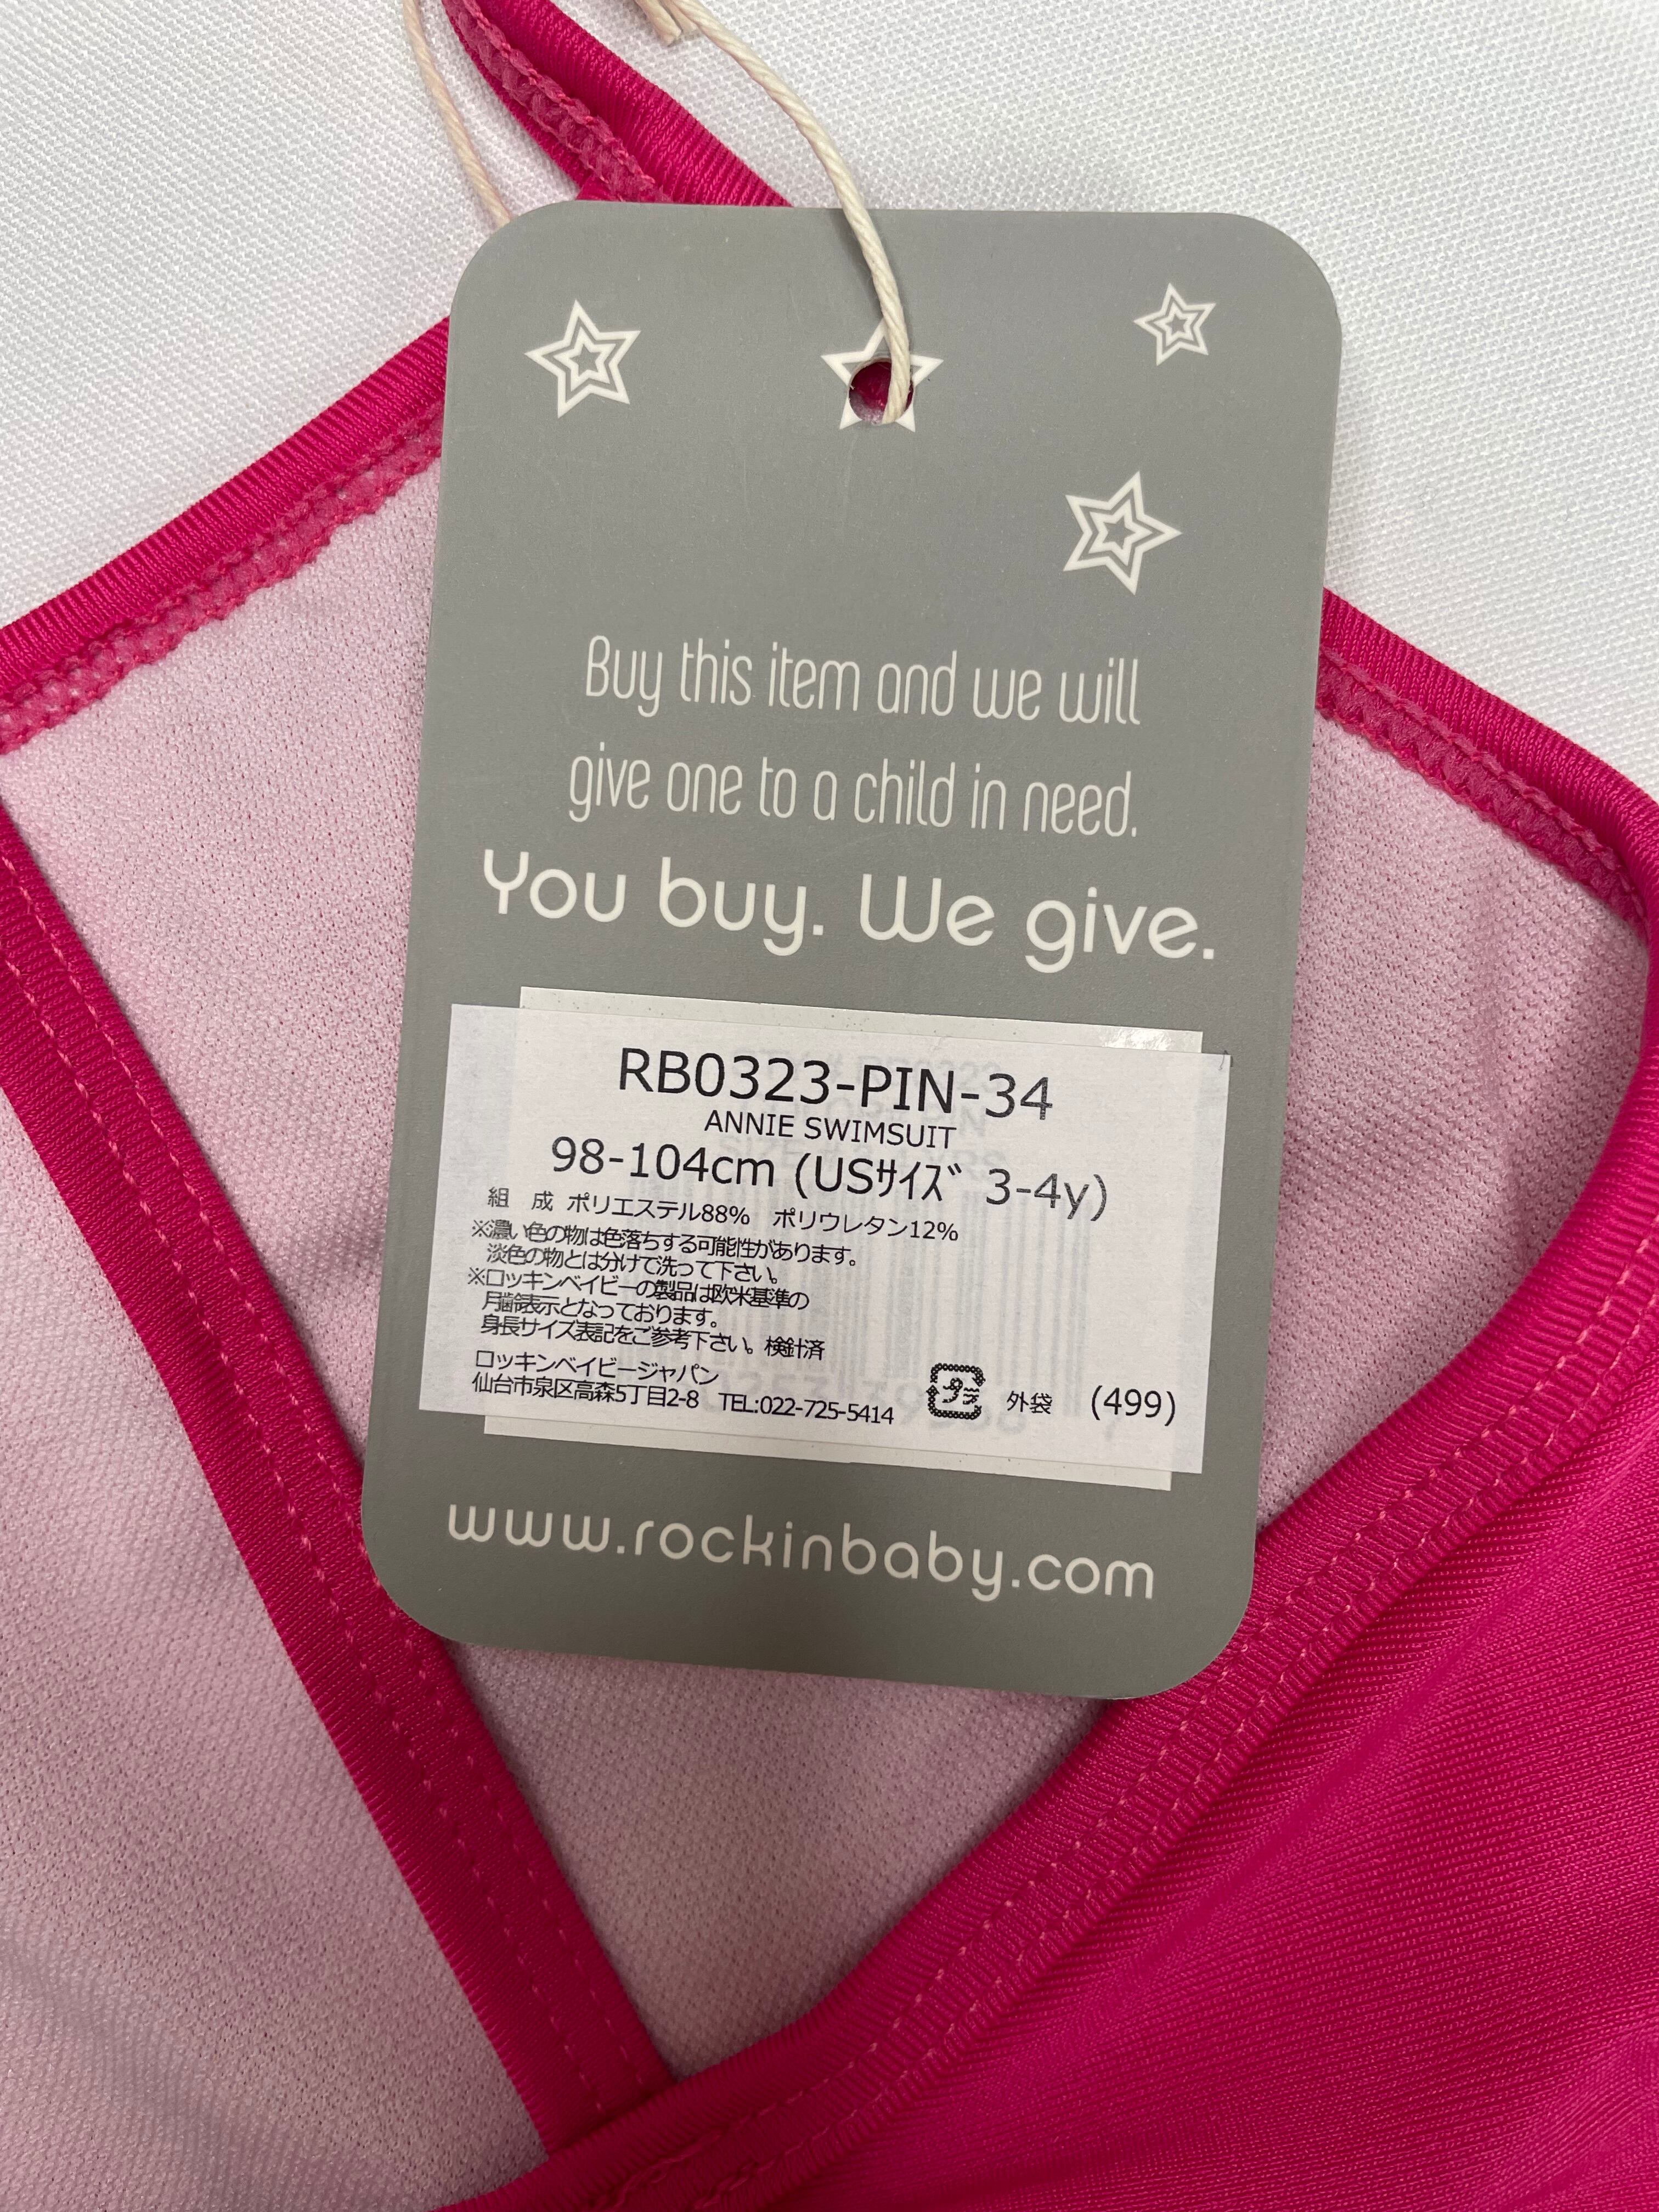 Buy this item and we will
give one to a child in need.
You buy. We give.
RB0323-PIN-34
ANNIE SWIMSUIT
98-104cm (USｻｲｽﾞ 3-4y)
組　成 ポリエステル88%　ポリウレタン12%
※濃い色の物は色落ちする可能性があります。
淡色の物とは分けて洗って下さい。
※ロッキンベイビーの製品は欧米基準の
月齢表示となっております。
身長サイズ表記をご参考下さい。検針済
ロッキンベイビージャパン
仙台市泉区高森5丁目2-8　TEL:022-725-5414
プラ 外袋 (499)
www.rockinbaby.com